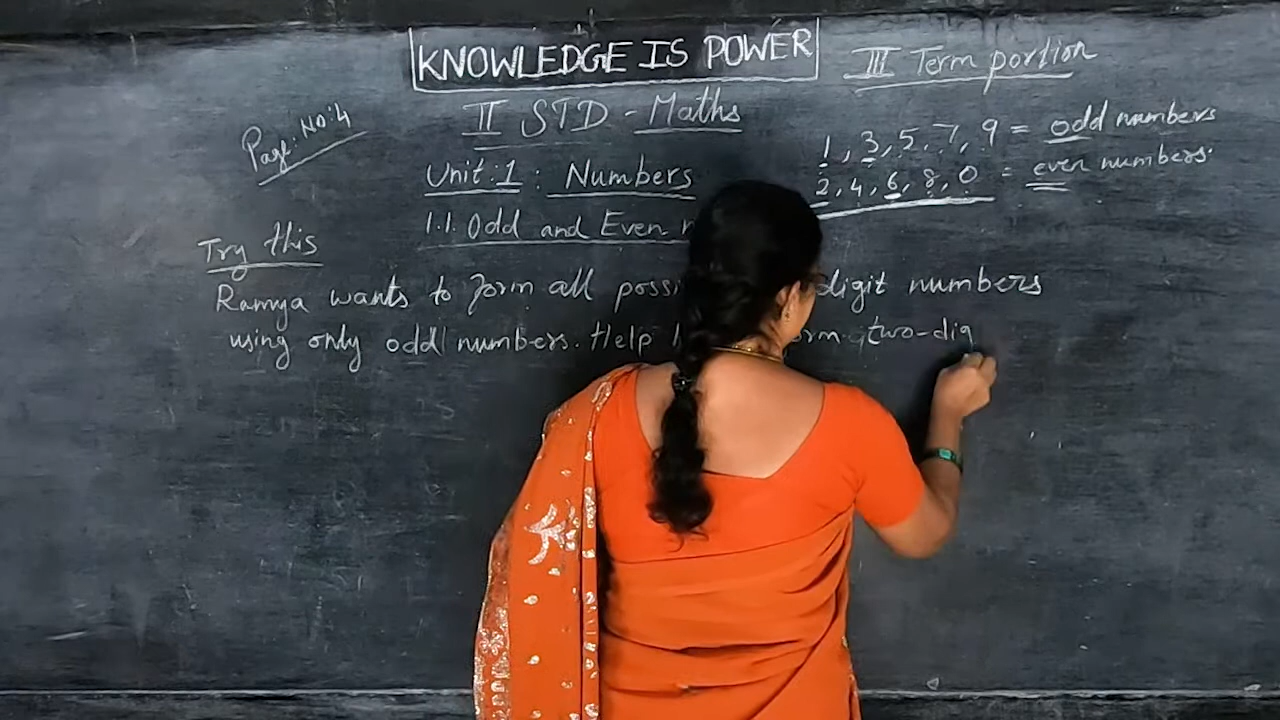 KNOWLEDGE IS POWER
III Term portion
Page: No: 4
II STD - Maths
1, 3, 5, 7, 9 = odd numbers
2, 4, 6, 8, 0 = even numbers.
Unit: 1 : Numbers
1.1. Odd and Even n
Try this
Ramya wants to form all possi digit numbers
using only odd numbers. Help two-dig